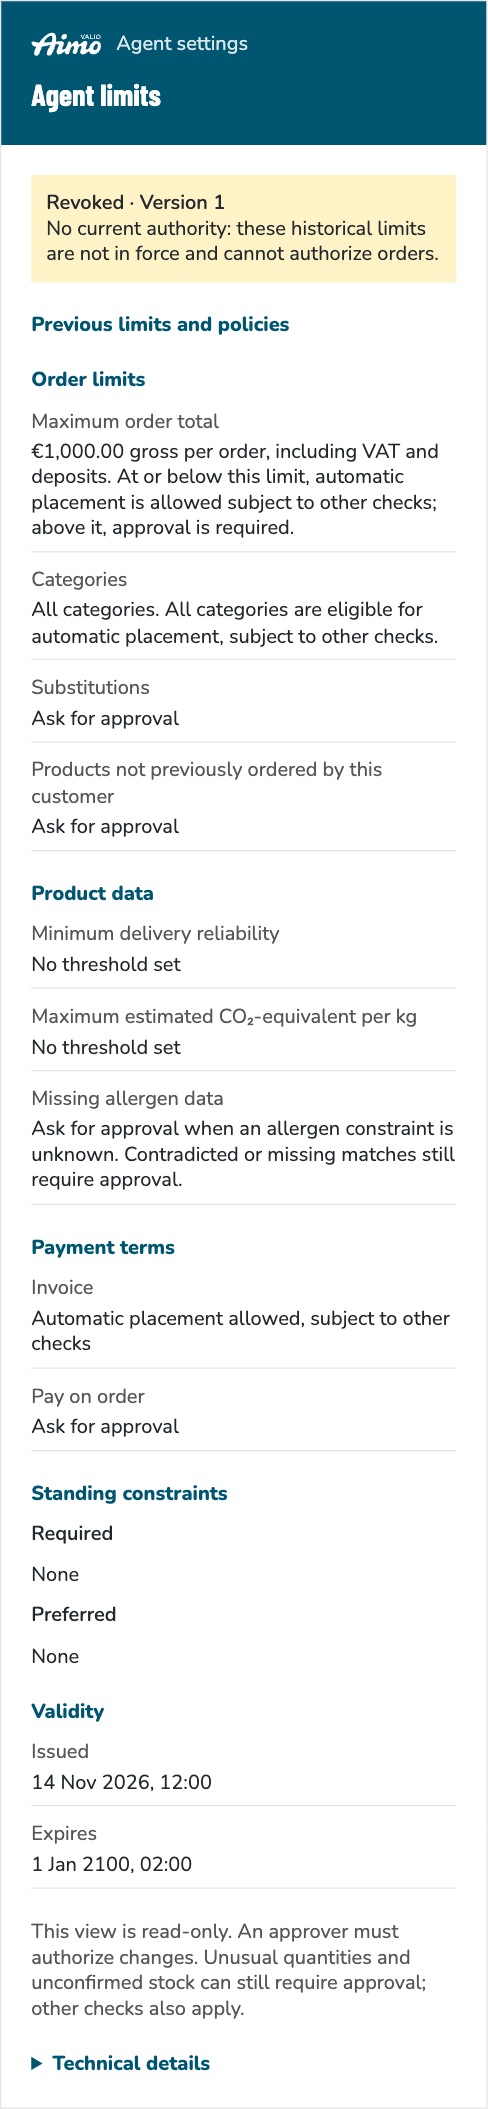 Aimo VALIO Agent settings
Agent limits
Revoked · Version 1
No current authority: these historical limits
are not in force and cannot authorize orders.
Previous limits and policies
Order limits
Maximum order total
€1,000.00 gross per order, including VAT and
deposits. At or below this limit, automatic
placement is allowed subject to other checks;
above it, approval is required.
Categories
All categories. All categories are eligible for
automatic placement, subject to other checks.
Substitutions
Ask for approval
Products not previously ordered by this
customer
Ask for approval
Product data
Minimum delivery reliability
No threshold set
Maximum estimated CO₂-equivalent per kg
No threshold set
Missing allergen data
Ask for approval when an allergen constraint is
unknown. Contradicted or missing matches still
require approval.
Payment terms
Invoice
Automatic placement allowed, subject to other
checks
Pay on order
Ask for approval
Standing constraints
Required
None
Preferred
None
Validity
Issued
14 Nov 2026, 12:00
Expires
1 Jan 2100, 02:00
This view is read-only. An approver must
authorize changes. Unusual quantities and
unconfirmed stock can still require approval;
other checks also apply.
Technical details